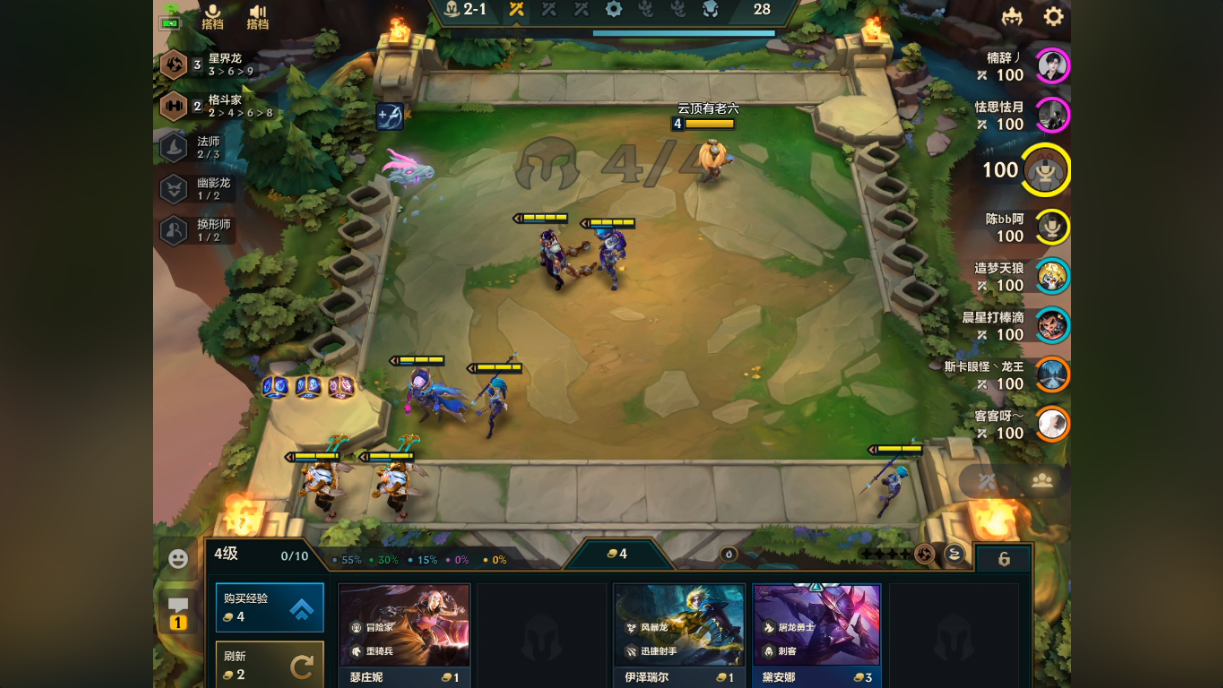 2-1
28
搭档
搭档
3 星界龙
3 > 6 > 9
2 格斗家
2 > 4 > 6 > 8
法师
2 / 3
幽影龙
1 / 2
换形师
1 / 2
云顶有老六
4
4/4
楠辞丿
100
怯思怯月
100
100
陈bb阿
100
造梦天狼
100
晨星打棒滴
100
斯卡眼怪丶龙王
100
客客呀～
100
4级
0/10
55% 30% 15% 0% 0%
4
1
购买经验
4
刷新
2
冒险家
重骑兵
瑟庄妮 1
风暴龙
迅捷射手
伊泽瑞尔 1
屠龙勇士
刺客
黛安娜 3